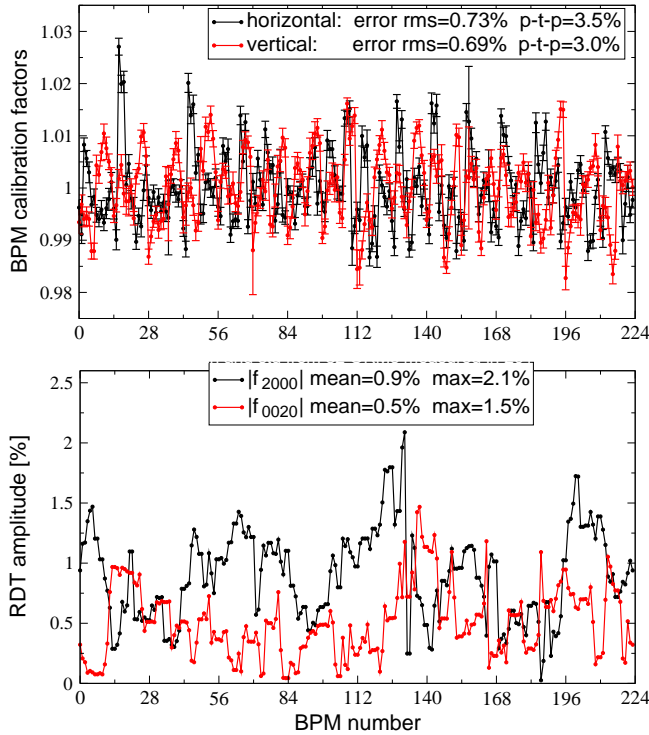 horizontal: error rms=0.73% p-t-p=3.5%
vertical: error rms=0.69% p-t-p=3.0%
BPM calibration factors
1.03
1.02
1.01
1
0.99
0.98
0 28 56 84 112 140 168 196 224
|f2000| mean=0.9% max=2.1%
|f0020| mean=0.5% max=1.5%
RDT amplitude [%]
2.5
2
1.5
1
0.5
0
0 28 56 84 112 140 168 196 224
BPM number